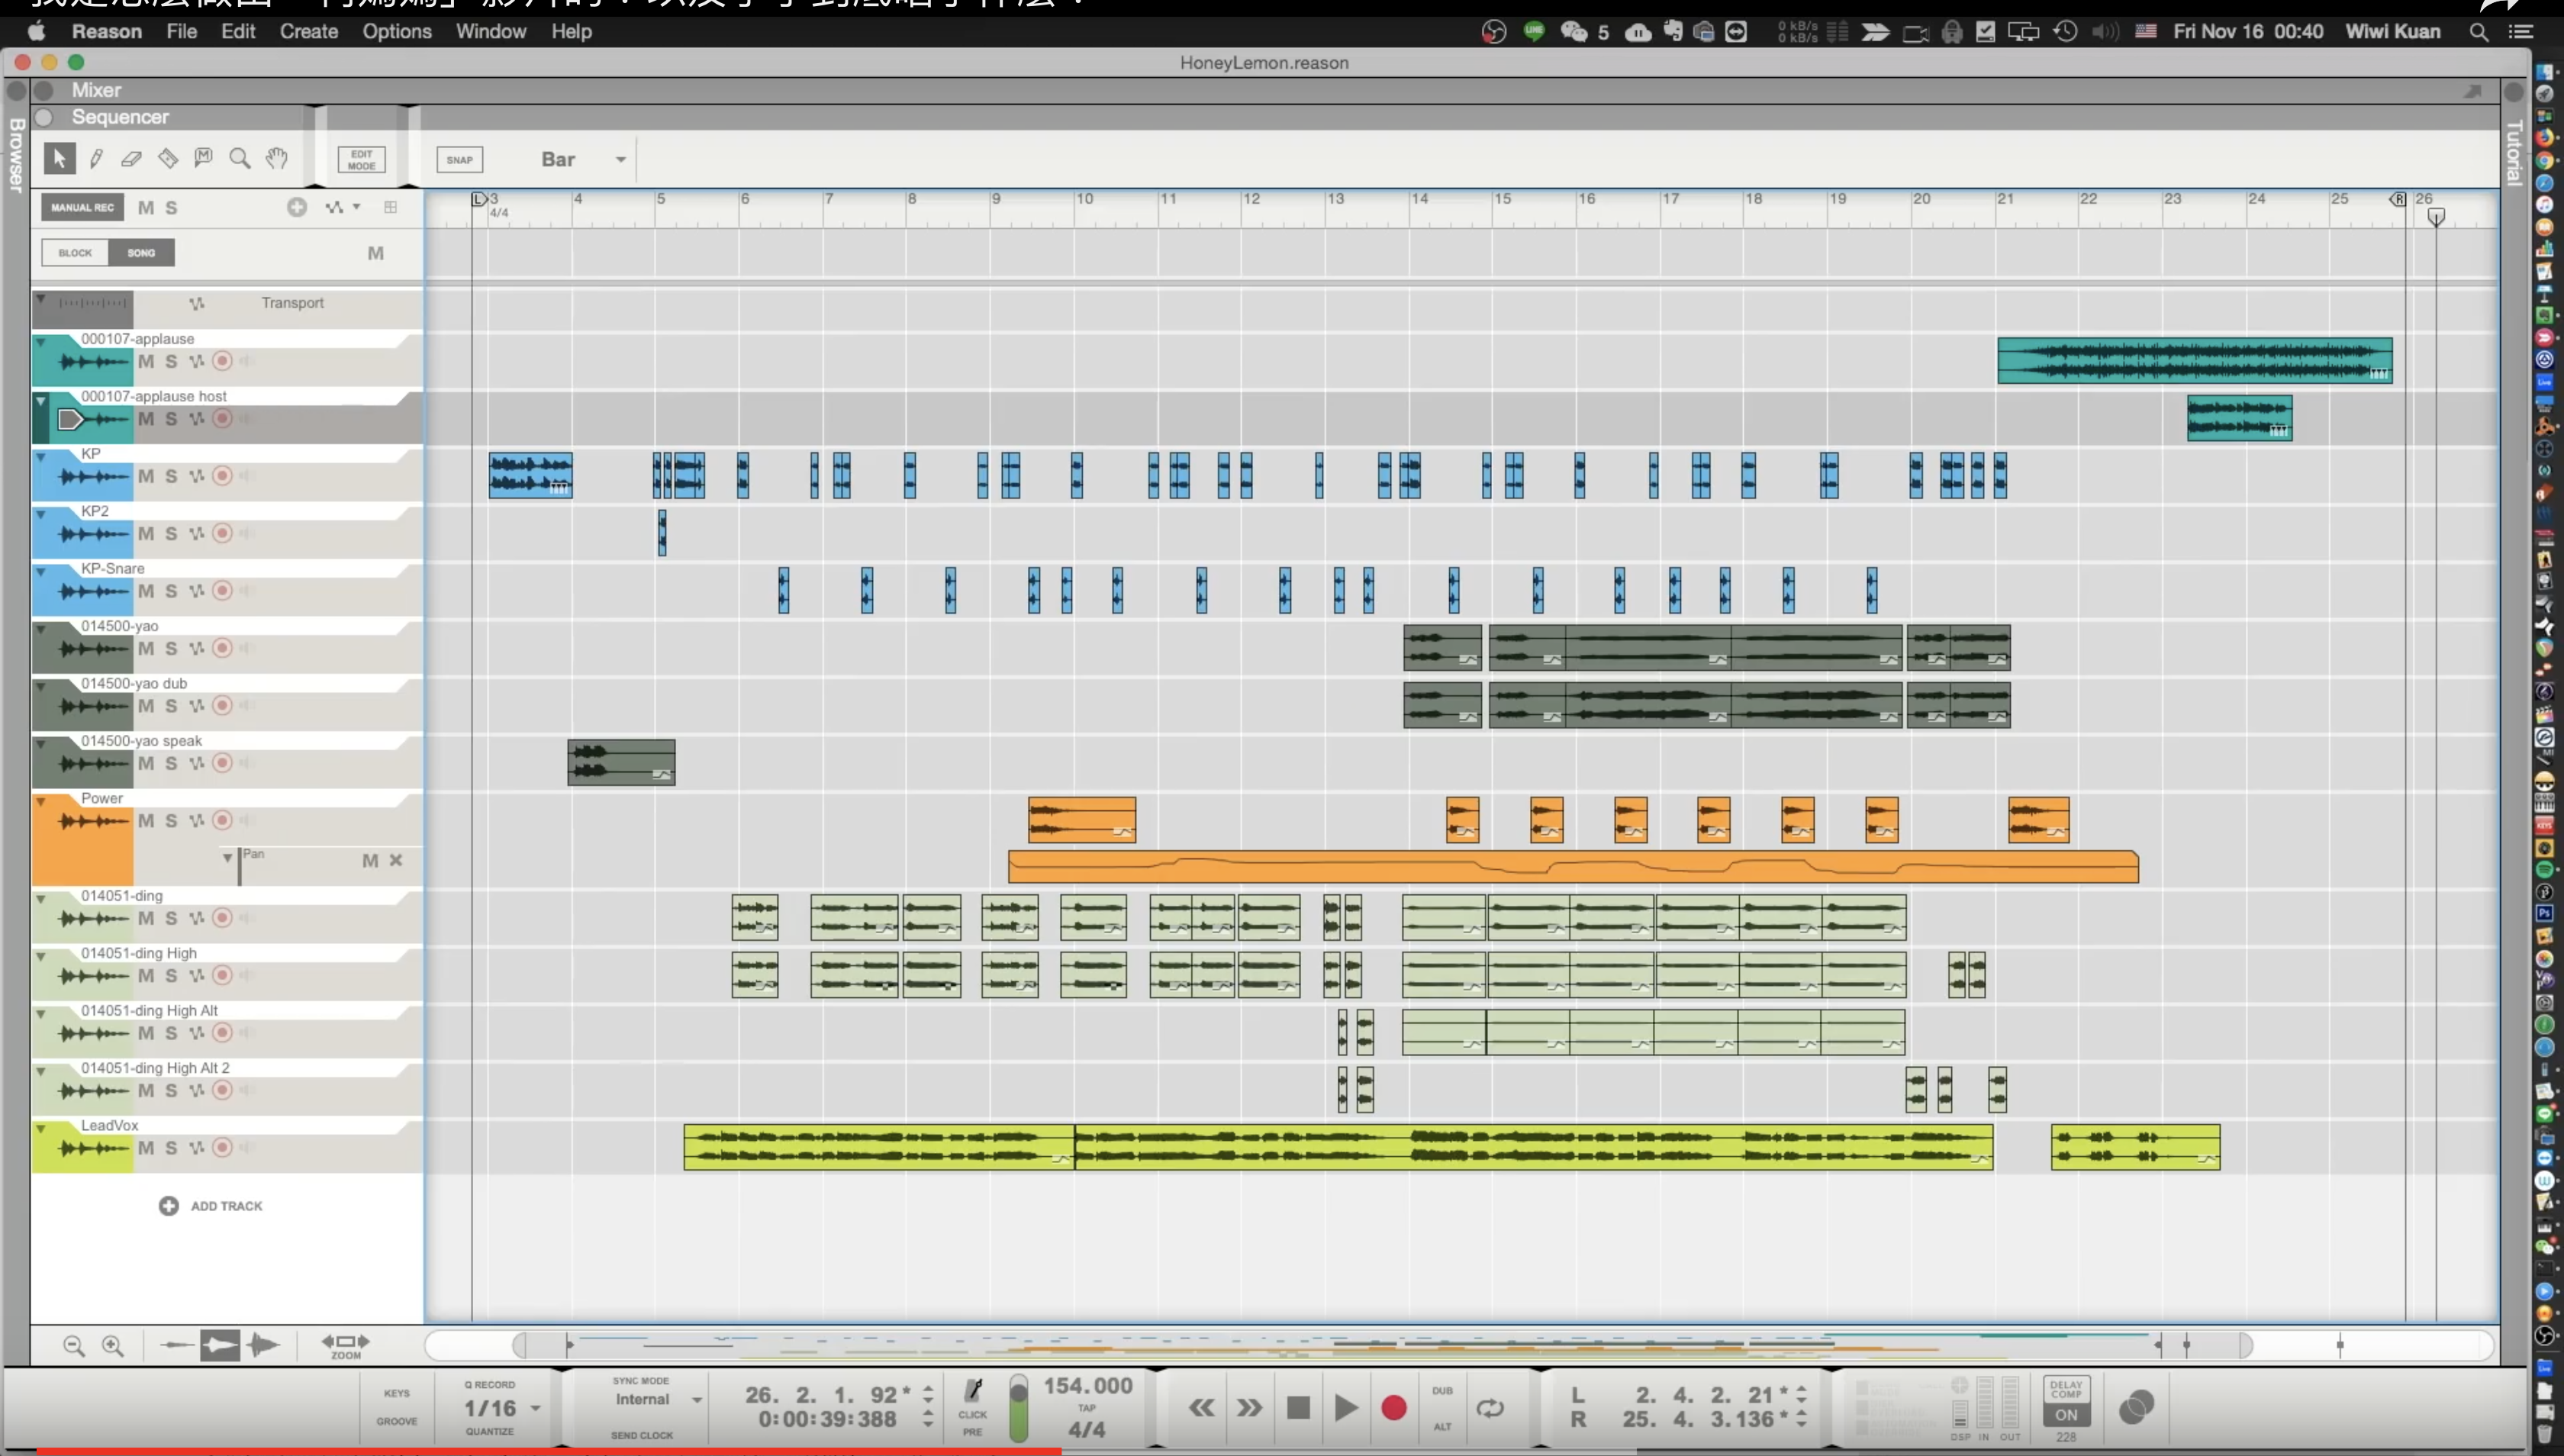 Reason File Edit Create Options Window Help
5 0 kB/s 0 kB/s Fri Nov 16 00:40 Wiwi Kuan
HoneyLemon.reason
Mixer
Sequencer
Browser
Tutorial
EDIT MODE
SNAP
Bar
MANUAL REC M S
BLOCK SONG M
L 3 4 5 6 7 8 9 10 11 12 13 14 15 16 17 18 19 20 21 22 23 24 25 R 26
4/4
Transport
000107-applause
M S
000107-applause host
M S
KP
M S
KP2
M S
KP-Snare
M S
014500-yao
M S
014500-yao dub
M S
014500-yao speak
M S
Power
M S
Pan M
014051-ding
M S
014051-ding High
M S
014051-ding High Alt
M S
014051-ding High Alt 2
M S
LeadVox
M S
ADD TRACK
ZOOM
KEYS
GROOVE
Q RECORD
1/16
QUANTIZE
SYNC MODE
Internal
SEND CLOCK
26. 2. 1. 92 *
0:00:39:388
CLICK
PRE
154.000
TAP
4/4
DUB
ALT
L 2. 4. 2. 21 *
R 25. 4. 3.136 *
DSP IN OUT
DELAY COMP
ON
228